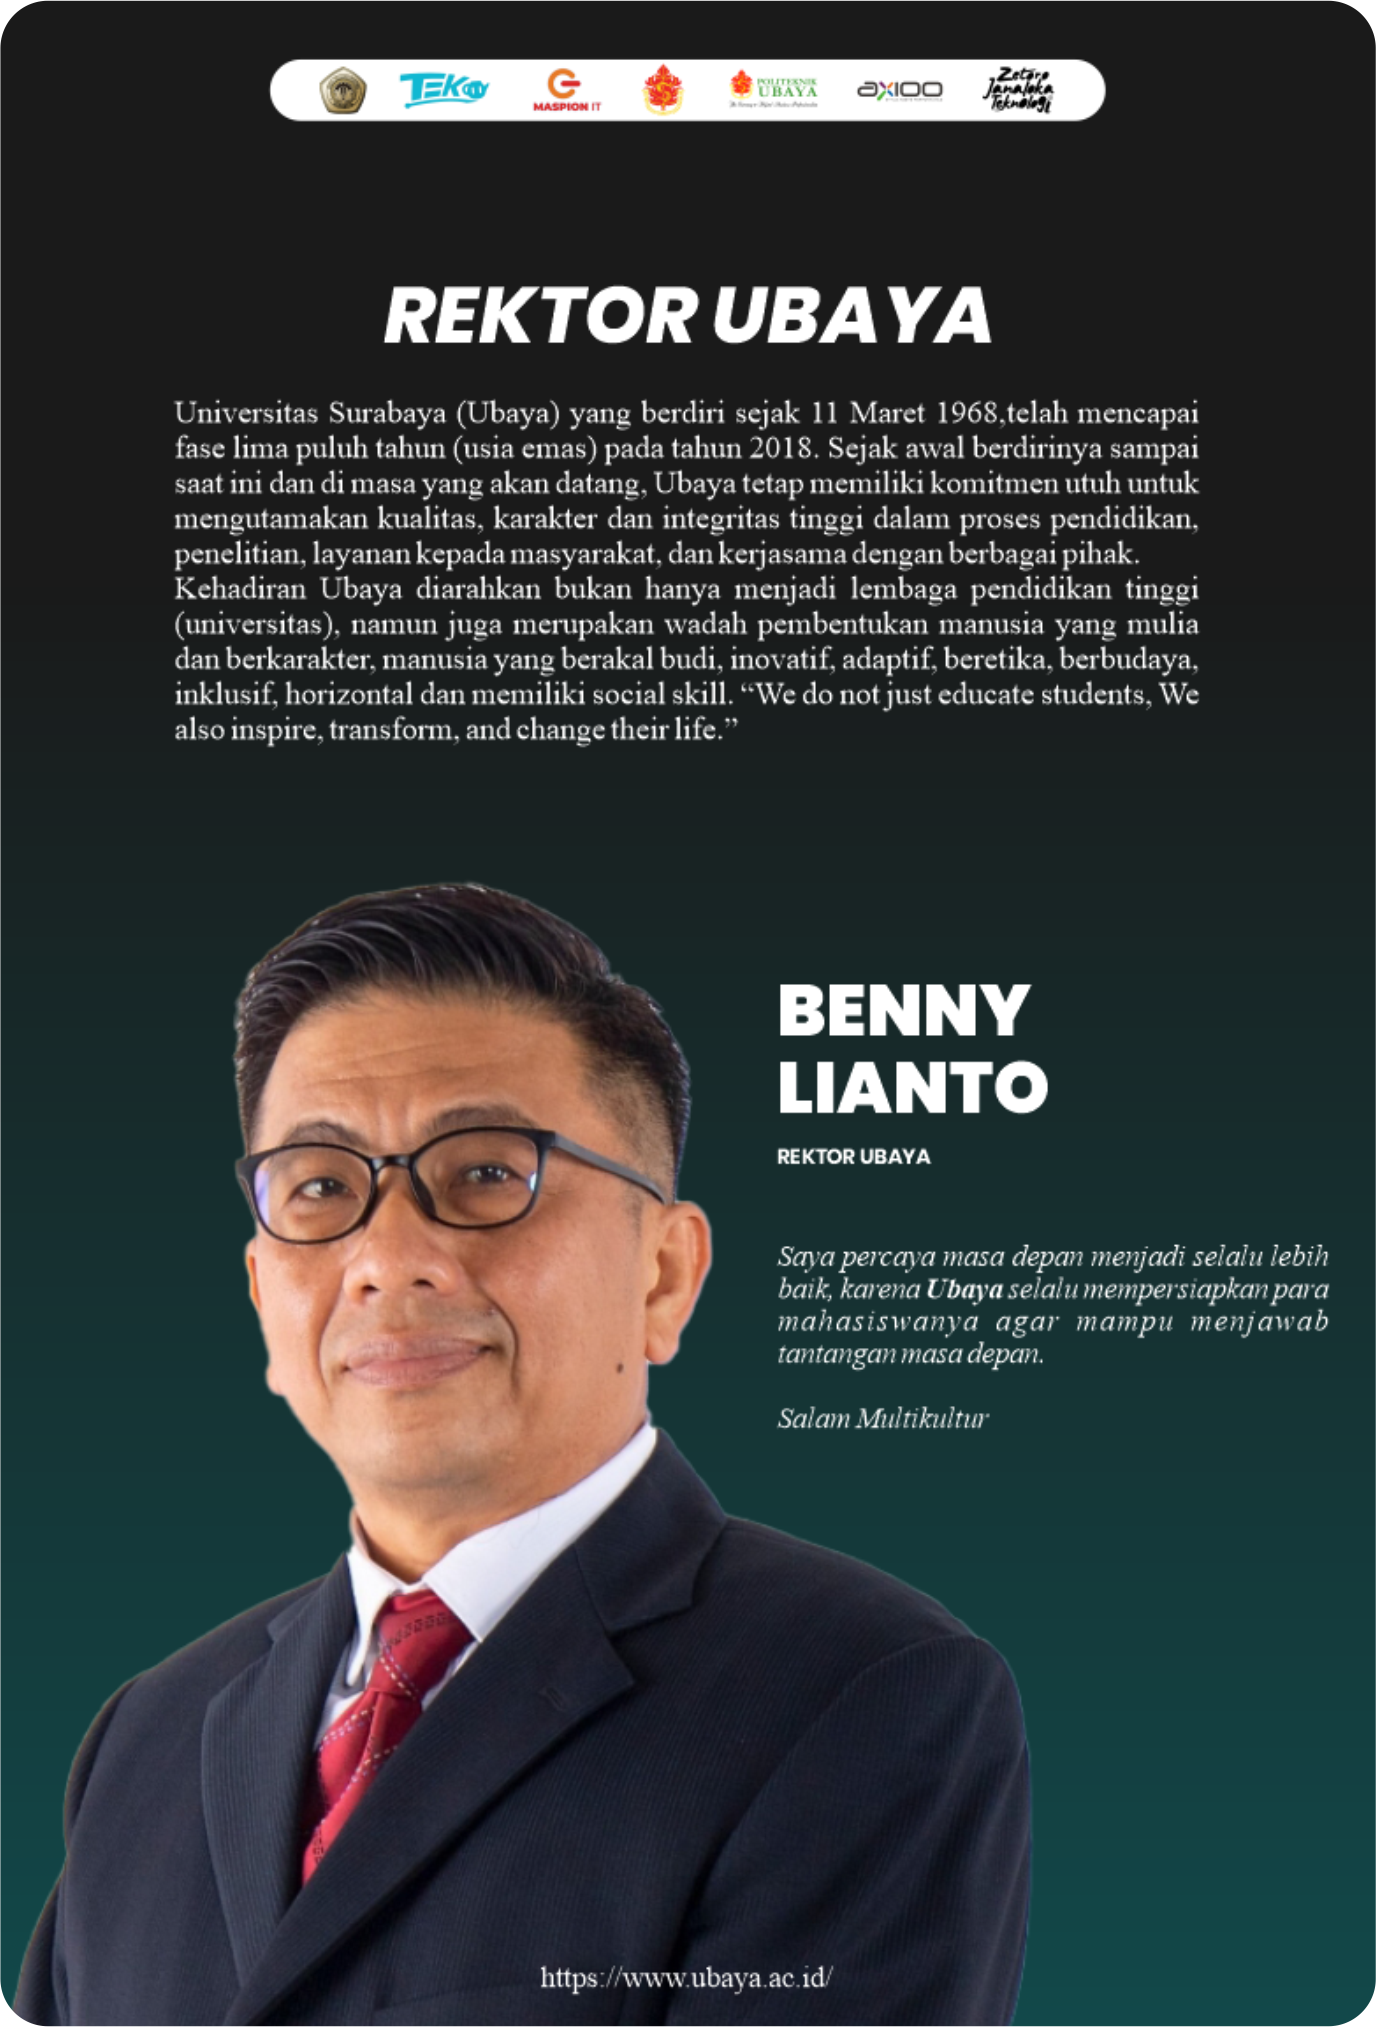 TEKO
MASPION IT
POLITEKNIK
UBAYA
AXIOO
Zetoro
Janaloka
Teknologi
REKTOR UBAYA
Universitas Surabaya (Ubaya) yang berdiri sejak 11 Maret 1968,telah mencapai
fase lima puluh tahun (usia emas) pada tahun 2018. Sejak awal berdirinya sampai
saat ini dan di masa yang akan datang, Ubaya tetap memiliki komitmen utuh untuk
mengutamakan kualitas, karakter dan integritas tinggi dalam proses pendidikan,
penelitian, layanan kepada masyarakat, dan kerjasama dengan berbagai pihak.
Kehadiran Ubaya diarahkan bukan hanya menjadi lembaga pendidikan tinggi
(universitas), namun juga merupakan wadah pembentukan manusia yang mulia
dan berkarakter, manusia yang berakal budi, inovatif, adaptif, beretika, berbudaya,
inklusif, horizontal dan memiliki social skill. “We do not just educate students, We
also inspire, transform, and change their life.”
BENNY
LIANTO
REKTOR UBAYA
Saya percaya masa depan menjadi selalu lebih
baik, karena Ubaya selalu mempersiapkan para
mahasiswanya agar mampu menjawab
tantangan masa depan.
Salam Multikultur
https://www.ubaya.ac.id/